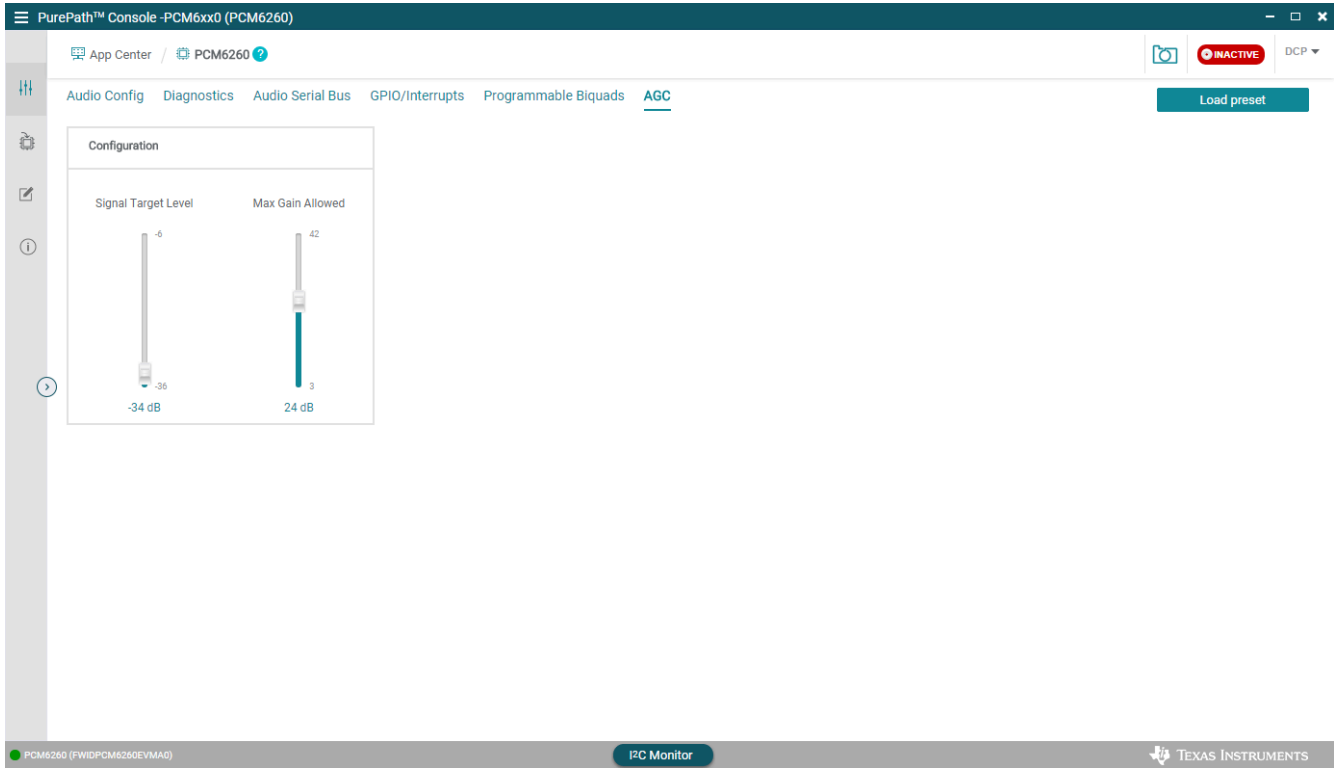 PurePath™ Console -PCM6xx0 (PCM6260)
App Center / PCM6260 ?
INACTIVE
DCP
Audio Config Diagnostics Audio Serial Bus GPIO/Interrupts Programmable Biquads AGC
Load preset
Configuration
Signal Target Level Max Gain Allowed
-6 42
-36 3
-34 dB 24 dB
PCM6260 (FWIDPCM6260EVMA0)
I²C Monitor
TEXAS INSTRUMENTS